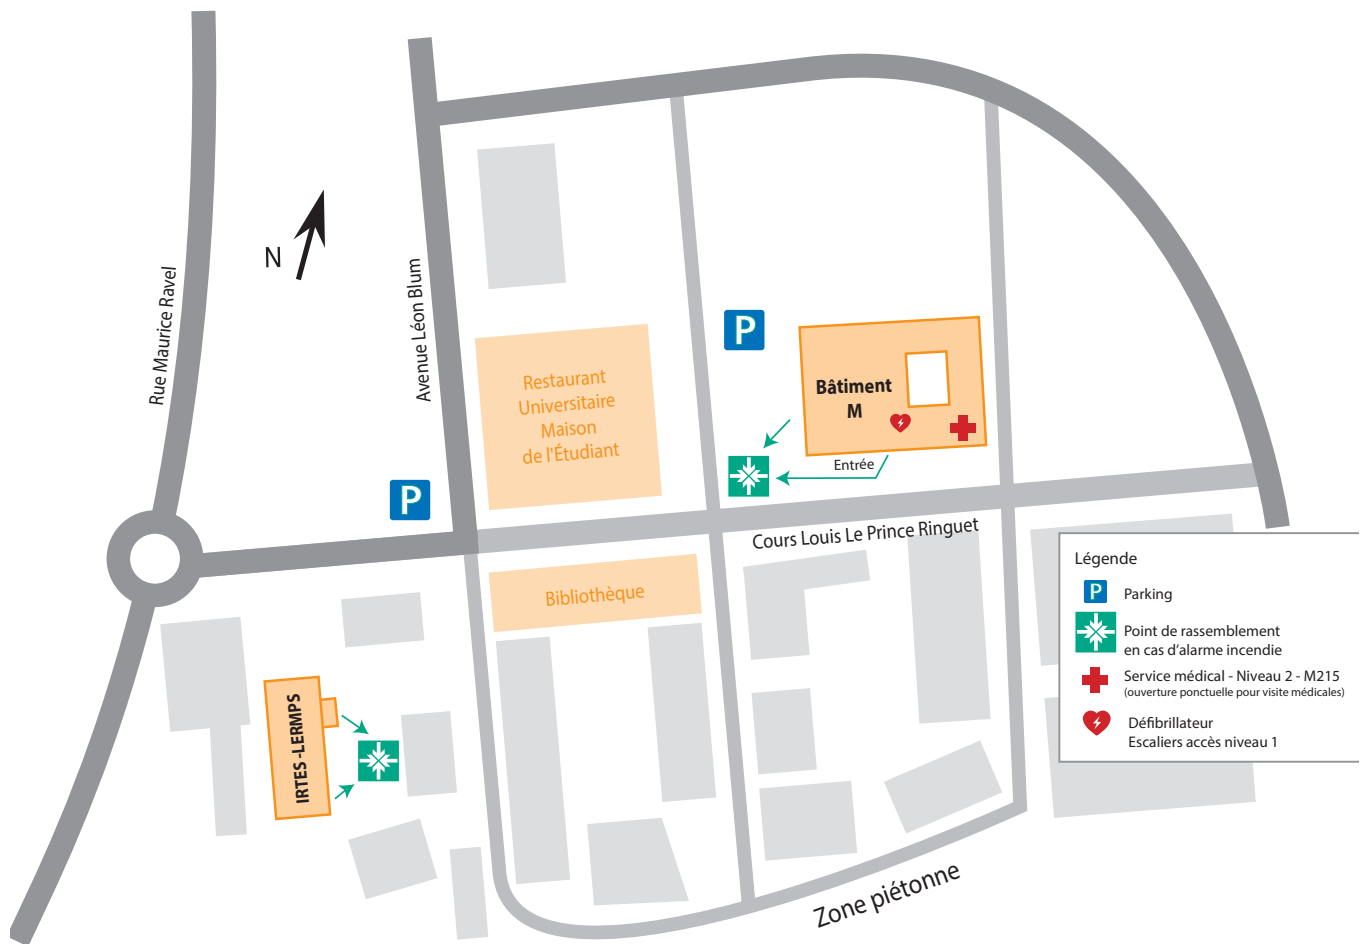 Rue Maurice Ravel
N
Avenue Léon Blum
P
Restaurant
Universitaire
Maison
de l'Étudiant
P
Bâtiment
M
Entrée
Cours Louis Le Prince Ringuet
Bibliothèque
IRTES -LERMPS
Zone piétonne
Légende
P Parking
Point de rassemblement
en cas d'alarme incendie
Service médical - Niveau 2 - M215
(ouverture ponctuelle pour visite médicales)
Défibrillateur
Escaliers accès niveau 1